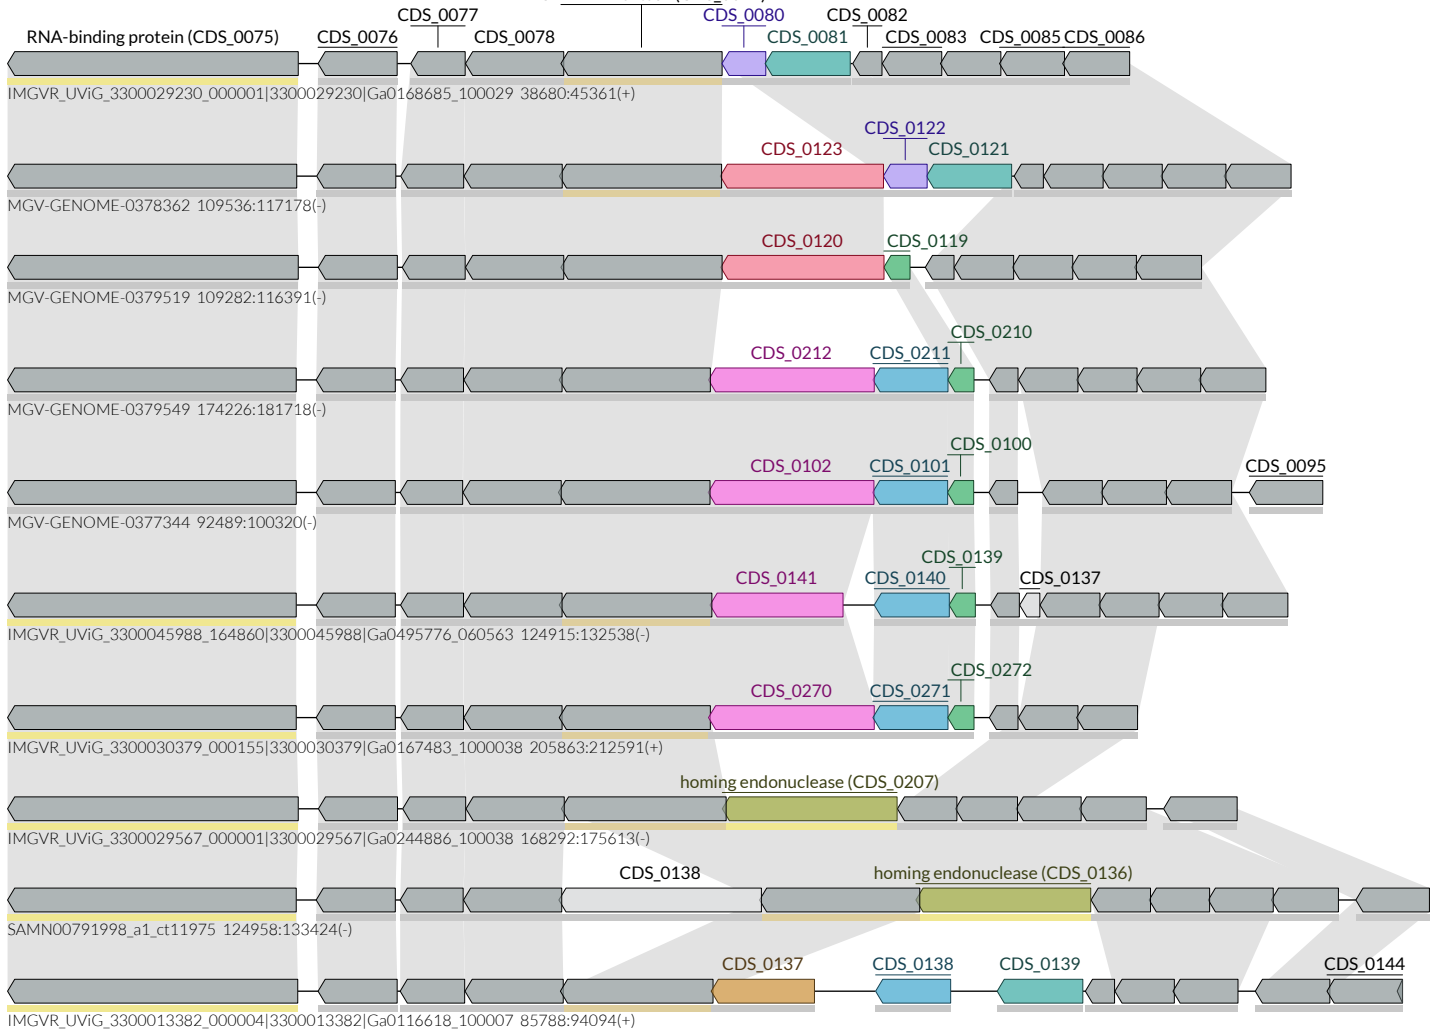 CDS_0077 CDS_0080 CDS_0082
RNA-binding protein (CDS_0075) CDS_0076 CDS_0078 CDS_0081 CDS_0083 CDS_0085 CDS_0086
IMGVR_UViG_3300029230_000001|3300029230|Ga0168685_100029 38680:45361(+)
CDS_0122
CDS_0123 CDS_0121
MGV-GENOME-0378362 109536:117178(-)
CDS_0120 CDS_0119
MGV-GENOME-0379519 109282:116391(-)
CDS_0210
CDS_0212 CDS_0211
MGV-GENOME-0379549 174226:181718(-)
CDS_0100
CDS_0102 CDS_0101 CDS_0095
MGV-GENOME-0377344 92489:100320(-)
CDS_0139
CDS_0141 CDS_0140 CDS_0137
IMGVR_UViG_3300045988_164860|3300045988|Ga0495776_060563 124915:132538(-)
CDS_0272
CDS_0270 CDS_0271
IMGVR_UViG_3300030379_000155|3300030379|Ga0167483_1000038 205863:212591(+)
homing endonuclease (CDS_0207)
IMGVR_UViG_3300029567_000001|3300029567|Ga0244886_100038 168292:175613(-)
CDS_0138 homing endonuclease (CDS_0136)
SAMN00791998_a1_ct11975 124958:133424(-)
CDS_0137 CDS_0138 CDS_0139 CDS_0144
IMGVR_UViG_3300013382_000004|3300013382|Ga0116618_100007 85788:94094(+)